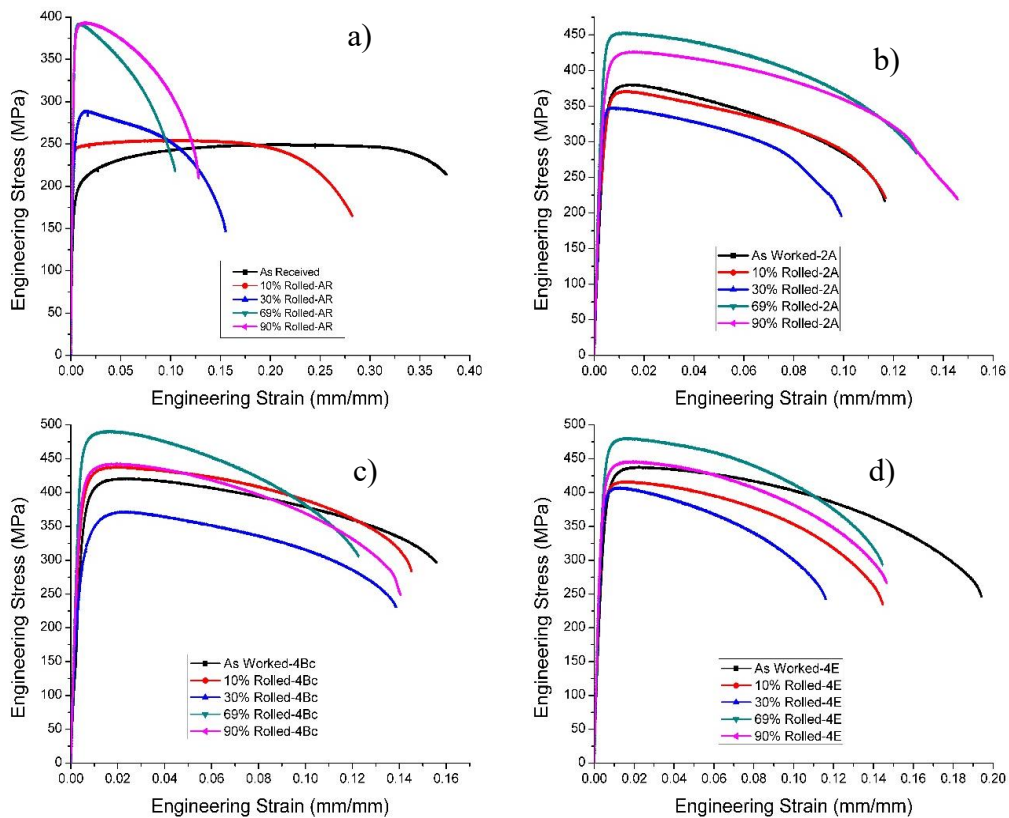 a)
400
350
300
250
200
150
100
50
0
Engineering Stress (MPa)
0.00 0.05 0.10 0.15 0.20 0.25 0.30 0.35 0.40
Engineering Strain (mm/mm)
As Received
10% Rolled-AR
30% Rolled-AR
69% Rolled-AR
90% Rolled-AR
b)
450
400
350
300
250
200
150
100
50
0
Engineering Stress (MPa)
0.00 0.02 0.04 0.06 0.08 0.10 0.12 0.14 0.16
Engineering Strain (mm/mm)
As Worked-2A
10% Rolled-2A
30% Rolled-2A
69% Rolled-2A
90% Rolled-2A
c)
500
450
400
350
300
250
200
150
100
50
0
Engineering Stress (MPa)
0.00 0.02 0.04 0.06 0.08 0.10 0.12 0.14 0.16
Engineering Strain (mm/mm)
As Worked-4Bc
10% Rolled-4Bc
30% Rolled-4Bc
69% Rolled-4Bc
90% Rolled-4Bc
d)
500
450
400
350
300
250
200
150
100
50
0
Engineering Stress (MPa)
0.00 0.02 0.04 0.06 0.08 0.10 0.12 0.14 0.16 0.18 0.20
Engineering Strain (mm/mm)
As Worked-4E
10% Rolled-4E
30% Rolled-4E
69% Rolled-4E
90% Rolled-4E